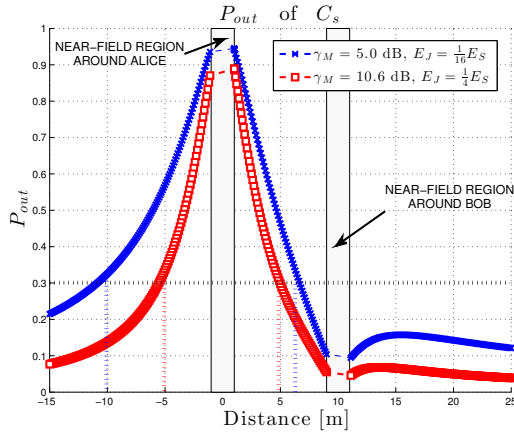 P_out of C_s
NEAR−FIELD REGION
AROUND ALICE
γ_M = 5.0 dB, E_J = 1/16 E_S
γ_M = 10.6 dB, E_J = 1/4 E_S
NEAR−FIELD REGION
AROUND BOB
P_out
1
0.9
0.8
0.7
0.6
0.5
0.4
0.3
0.2
0.1
0
−15 −10 −5 0 5 10 15 20 25
Distance [m]